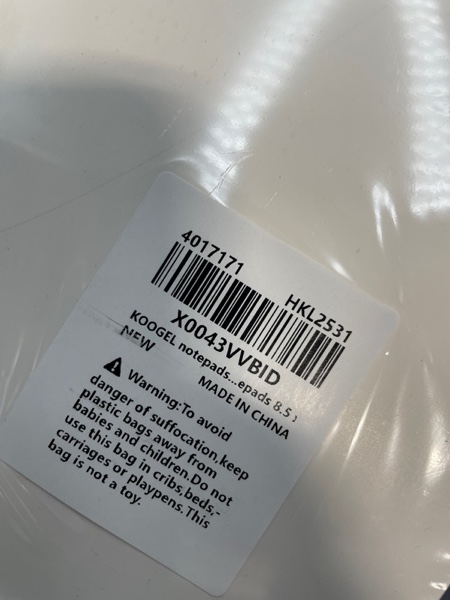 4017171 HKL2531
X0043VVBID
KOOGEL notepads...epads 8.5
NEW MADE IN CHINA
Warning:To avoid
danger of suffocation,keep
plastic bags away from
babies and children.Do not
use this bag in cribs,beds,-
carriages or playpens.This
bag is not a toy.